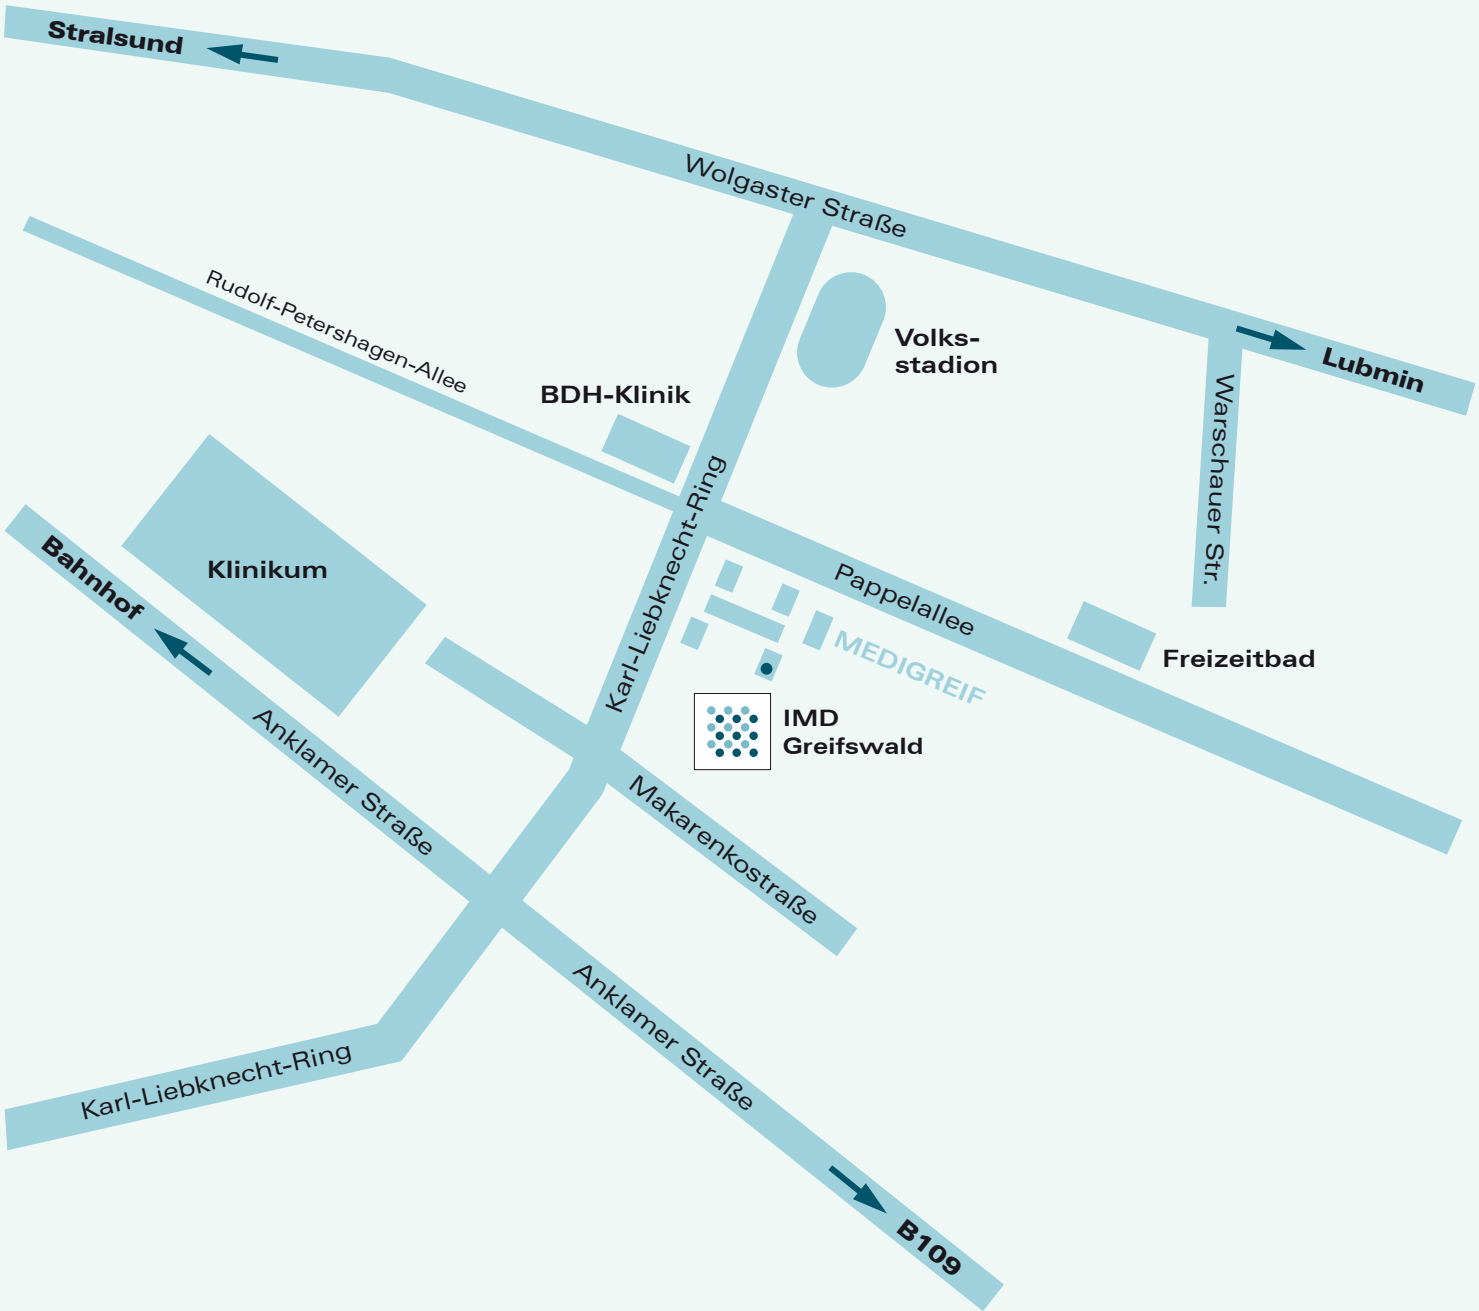 Stralsund
Wolgaster Straße
Rudolf-Petershagen-Allee
Volks-
stadion
Lubmin
BDH-Klinik
Warschauer Str.
Karl-Liebknecht-Ring
Bahnhof
Klinikum
Pappelallee
MEDIGREIF
Freizeitbad
IMD
Greifswald
Anklamer Straße
Makarenkostraße
Anklamer Straße
Karl-Liebknecht-Ring
B109